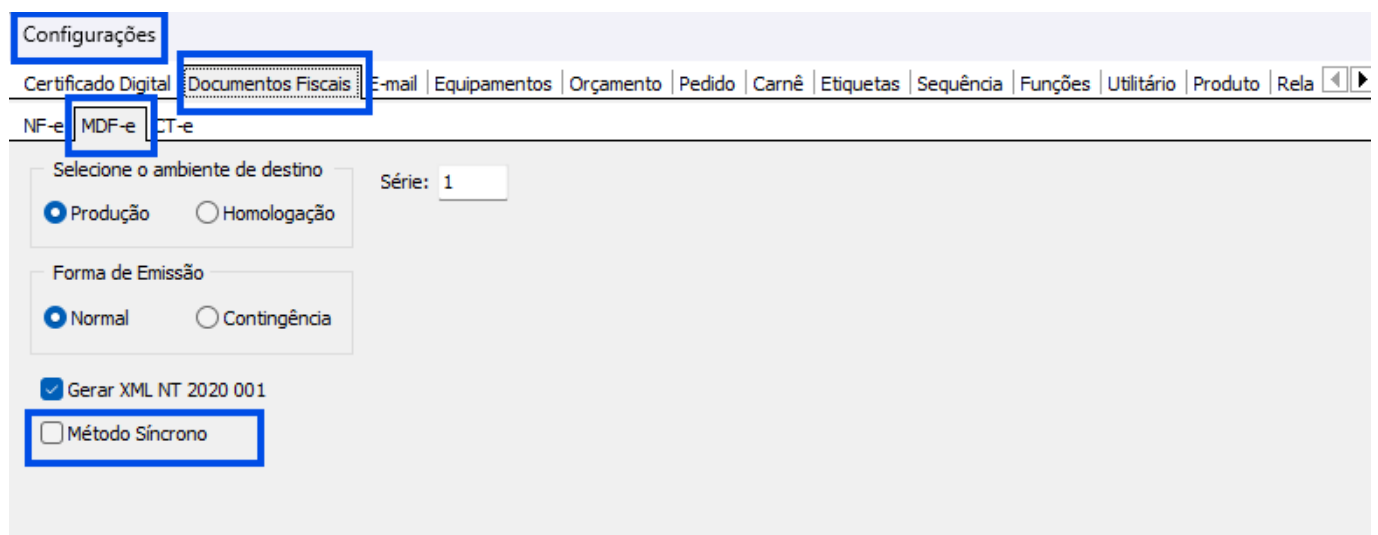 Configurações
Certificado Digital Documentos Fiscais E-mail Equipamentos Orçamento Pedido Carnê Etiquetas Sequência Funções Utilitário Produto Rela
NF-e MDF-e CT-e
Selecione o ambiente de destino
Série: 1
Produção Homologação
Forma de Emissão
Normal Contingência
Gerar XML NT 2020 001
Método Síncrono